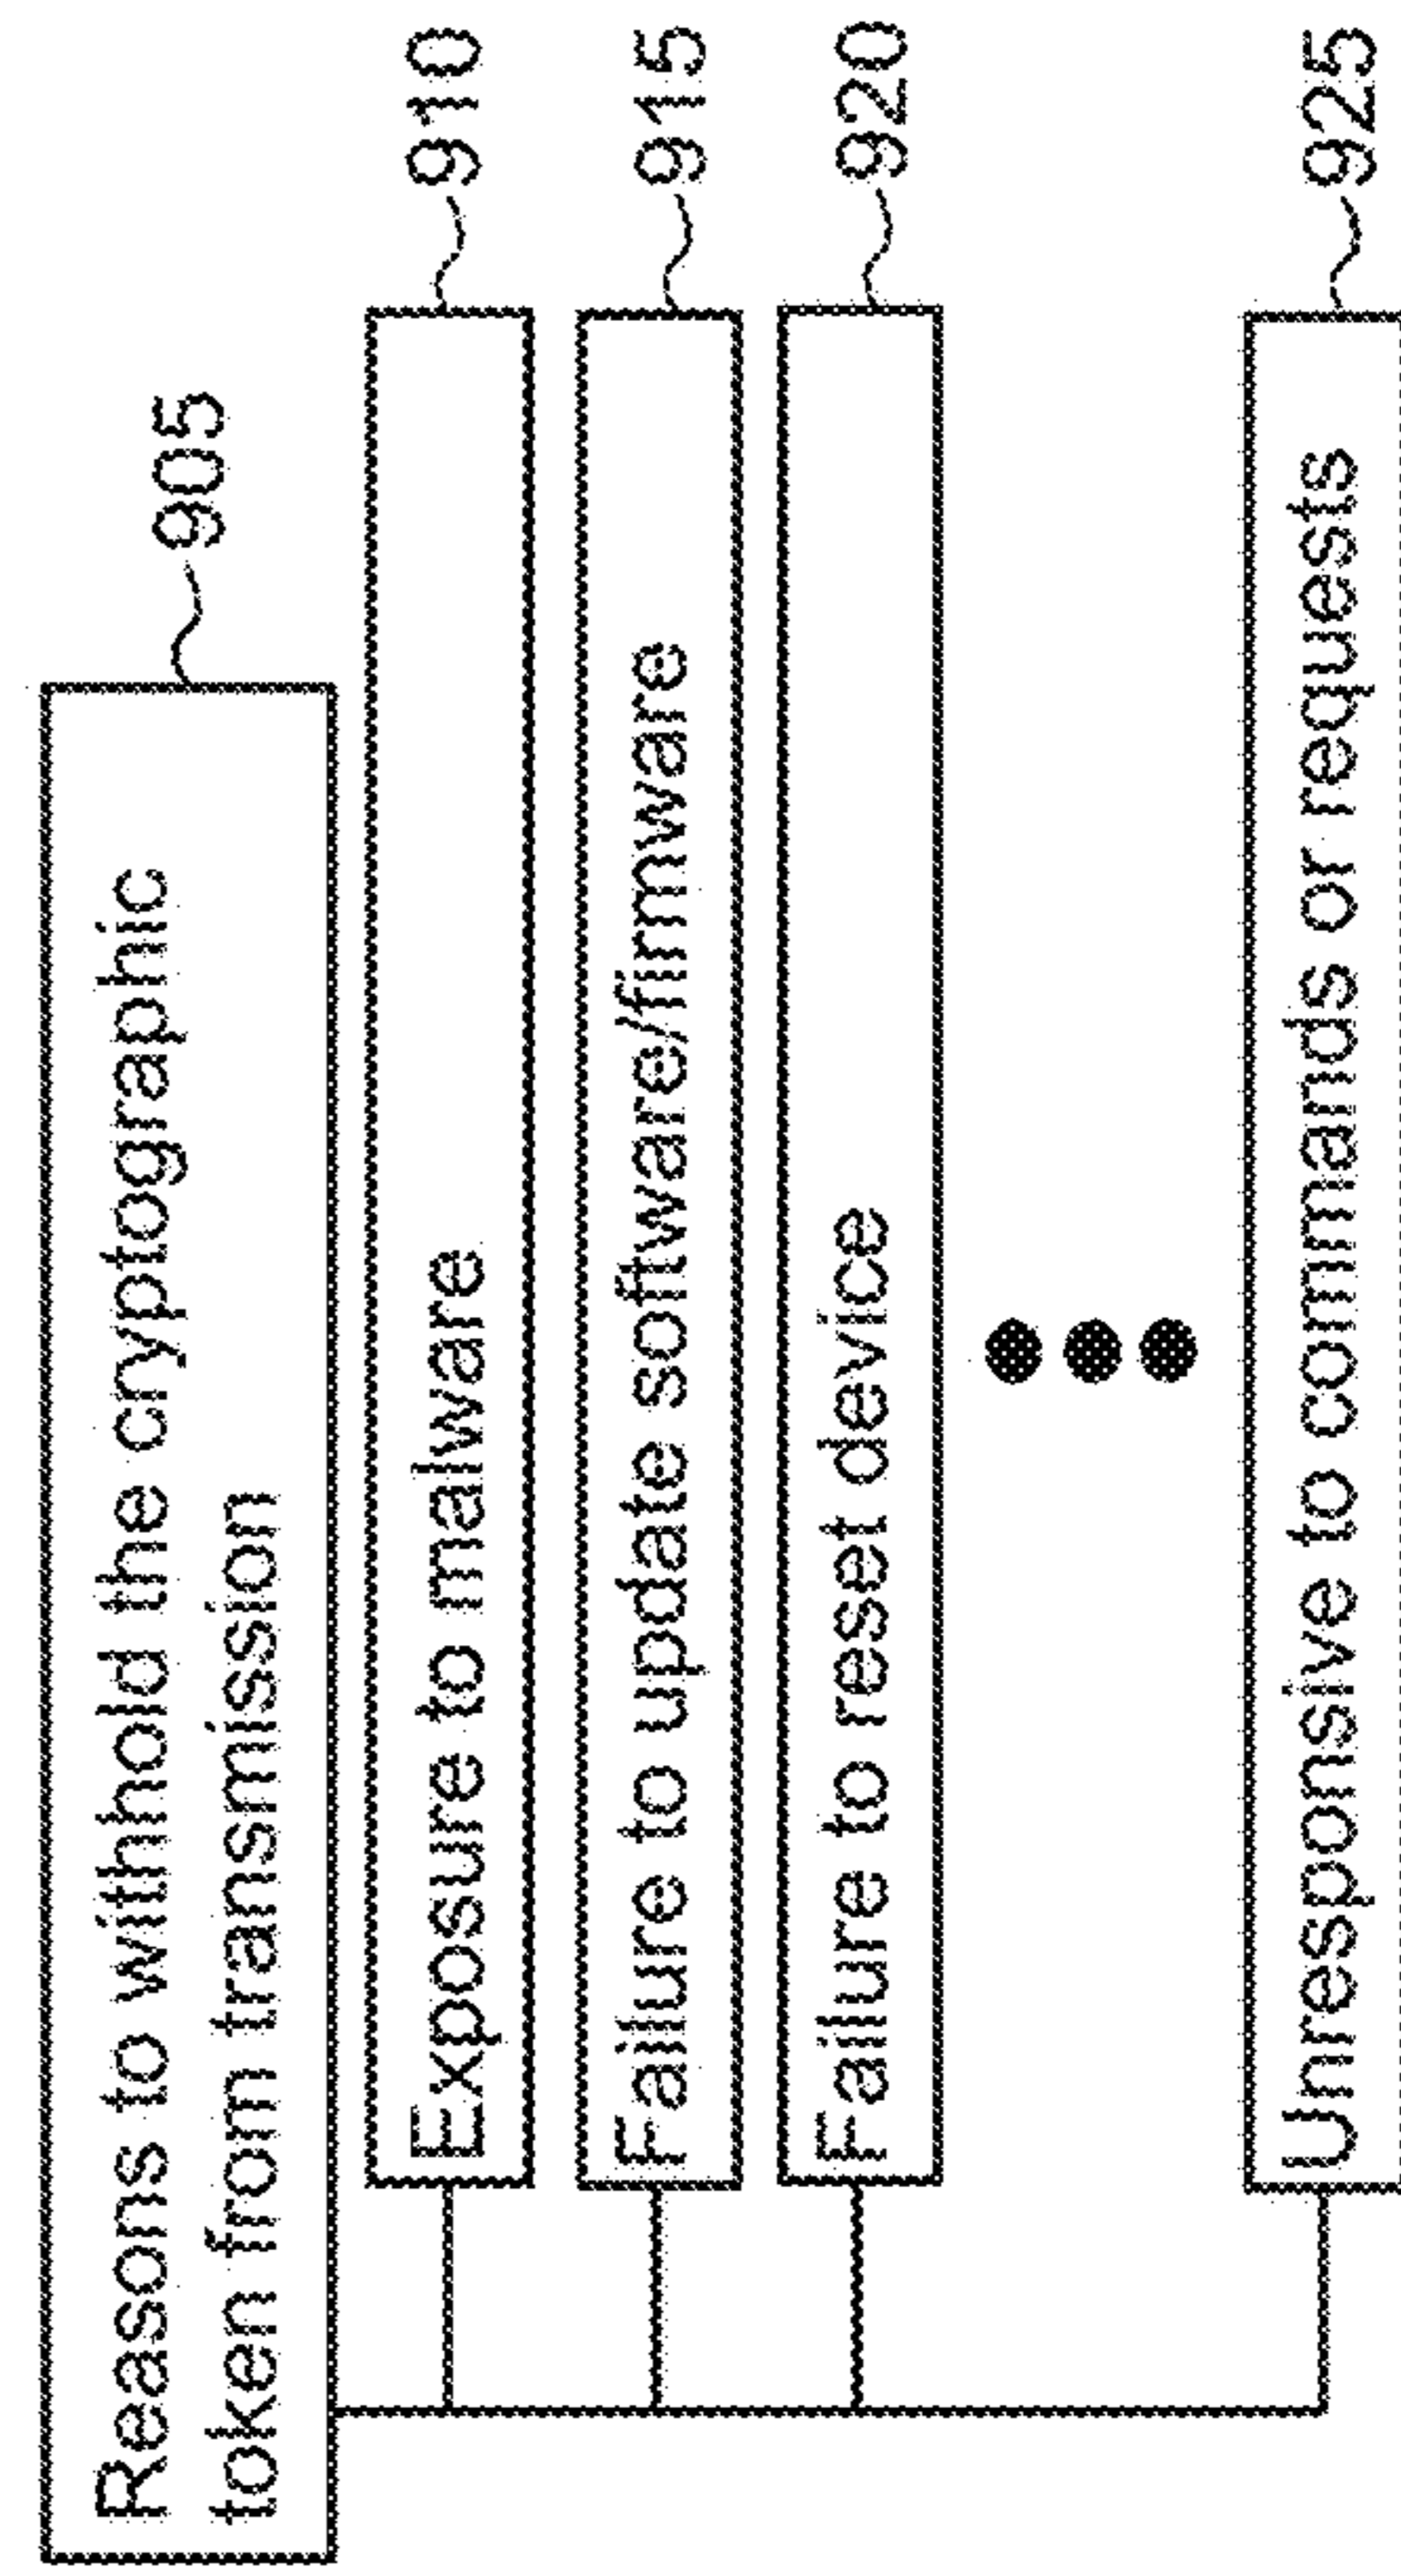 Reasons to withhold the cryptographic
token from transmission
905
Exposure to malware
910
Failure to update software/firmware
915
Failure to reset device
920
Unresponsive to commands or requests
925